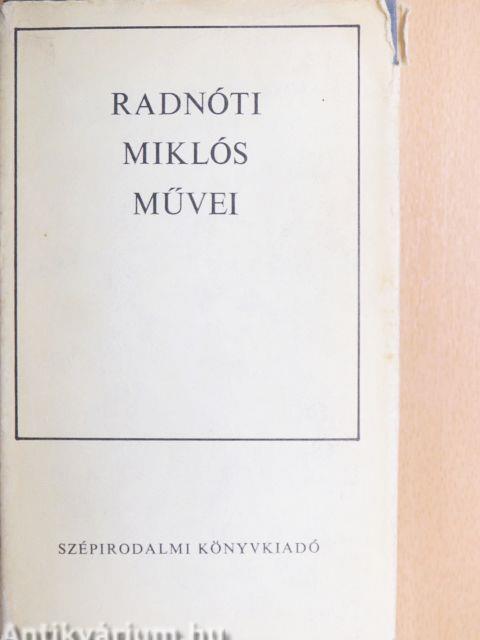 RADNÓTI
MIKLÓS
MŰVEI
SZÉPIRODALMI KÖNYVKIADÓ
Antikvárium.hu